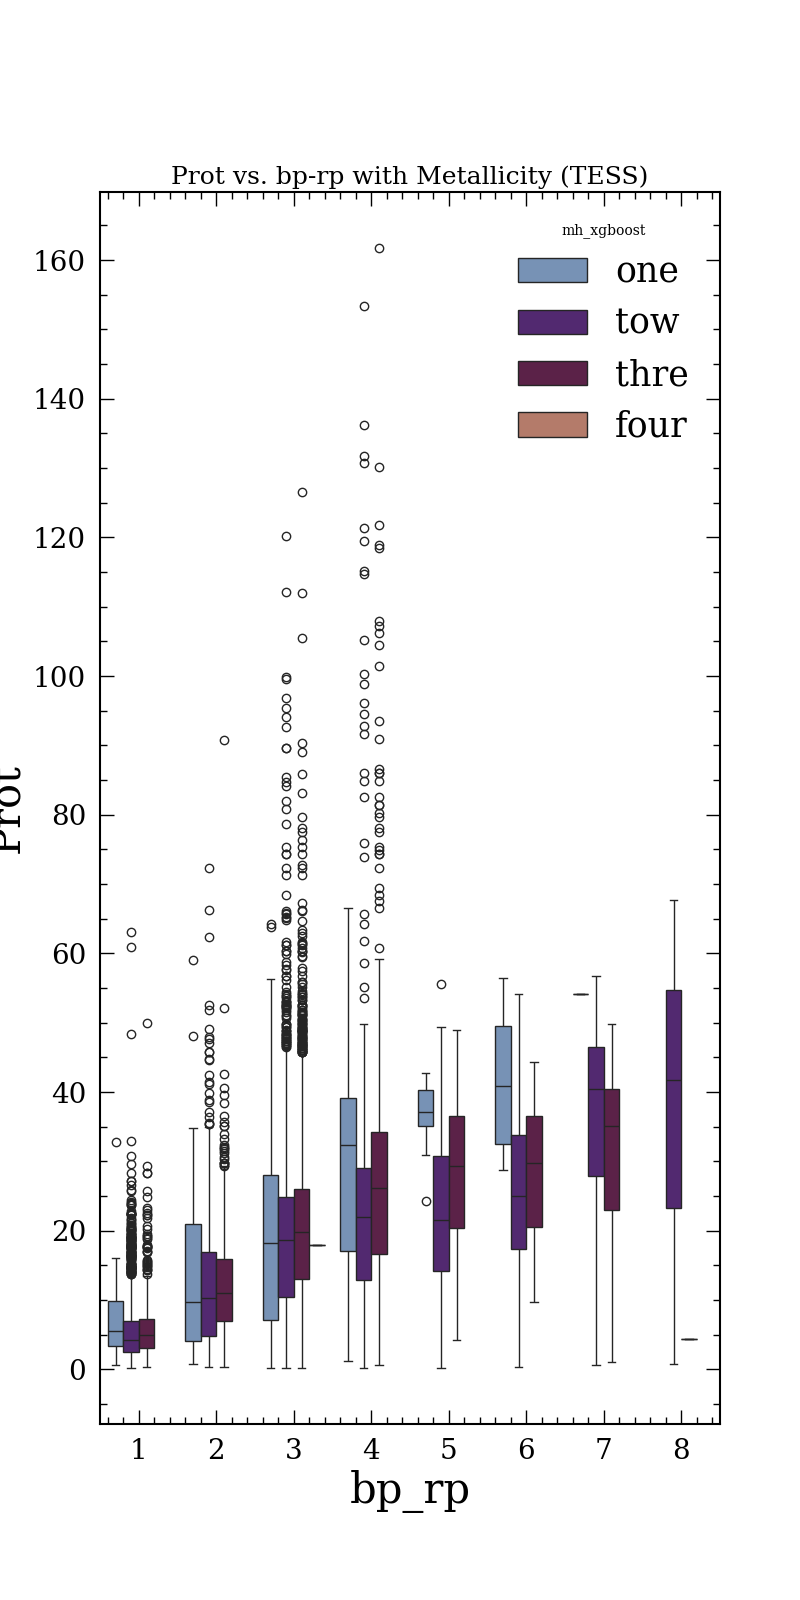 Prot vs. bp-rp with Metallicity (TESS)
mh_xgboost
one
tow
thre
four
160
140
120
100
80
60
40
20
0
Prot
1 2 3 4 5 6 7 8
bp_rp